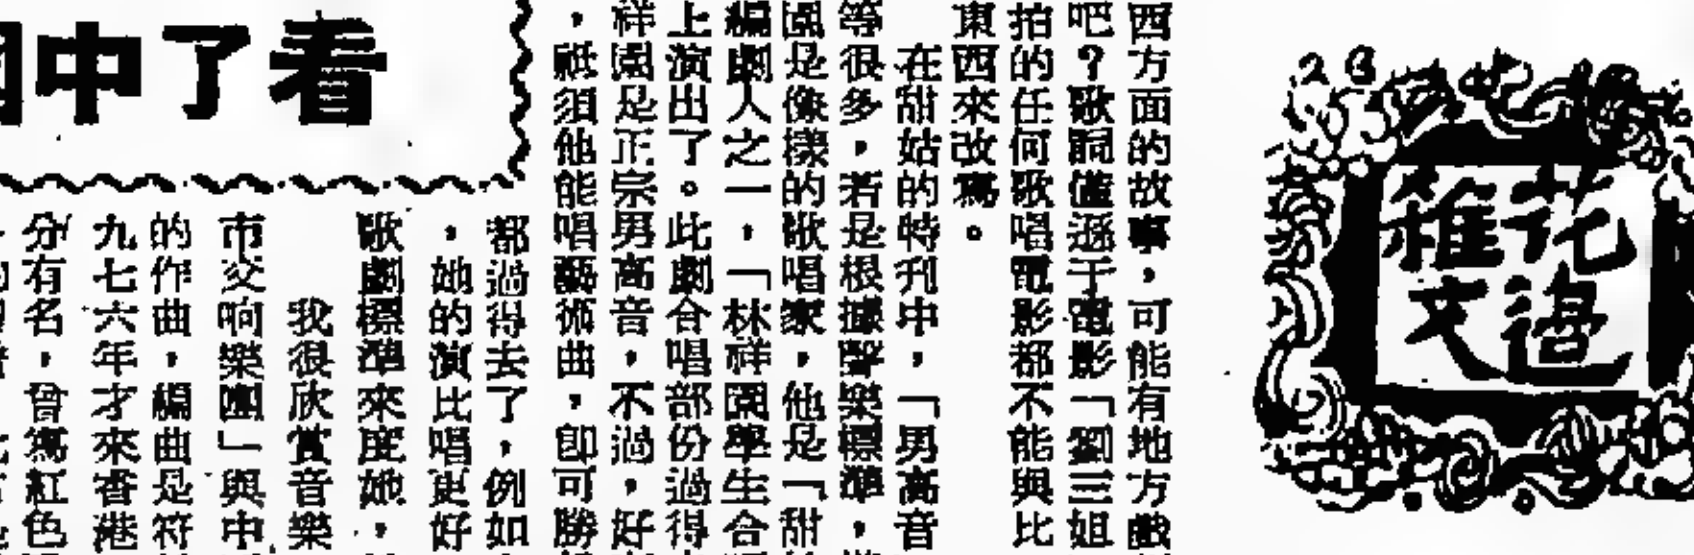 花邊
雜文
西方面的故事，可能有地方戲
吧？歌詞僅遜于電影「劉三姐
拍的任何歌唱電影都不能與比
東西來改寫。
在甜姑的特刋中，「男高音
等很多，若是根據聲樂標準，
園是像樣的歌唱家，他是「甜
編劇人之一，「林祥園學生合
上演出了。此劇合唱部份過得
祥園是正宗男高音，不過，好
，祇須他能唱藝術曲，卽可勝
看了中
都過得去了，例如
，她的演比唱更好
歌劇標準來度她，
我很欣賞音樂
市交响樂團」與中
的作曲，編曲是符
九七六年才來香港
分有名，曾寫紅色